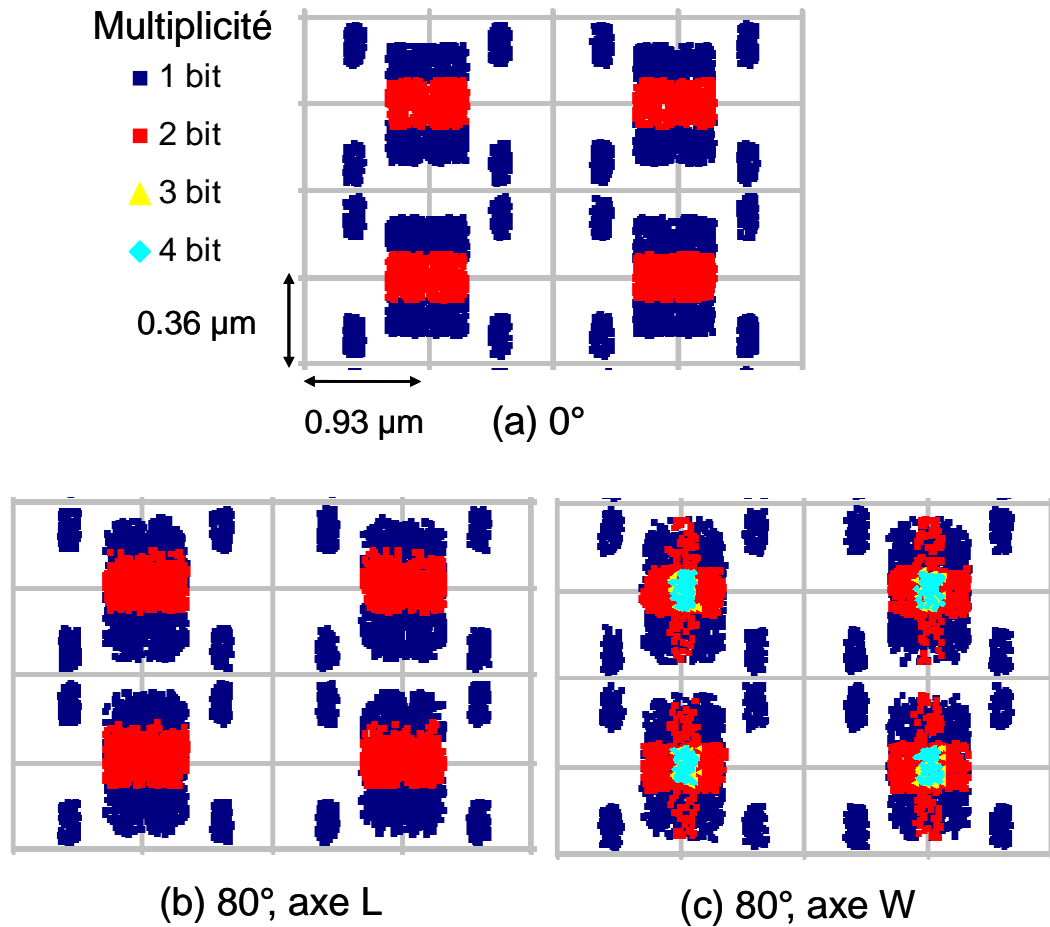 Multiplicité
1 bit
2 bit
3 bit
4 bit
0.36 µm
0.93 µm
(a) 0°
(b) 80°, axe L
(c) 80°, axe W